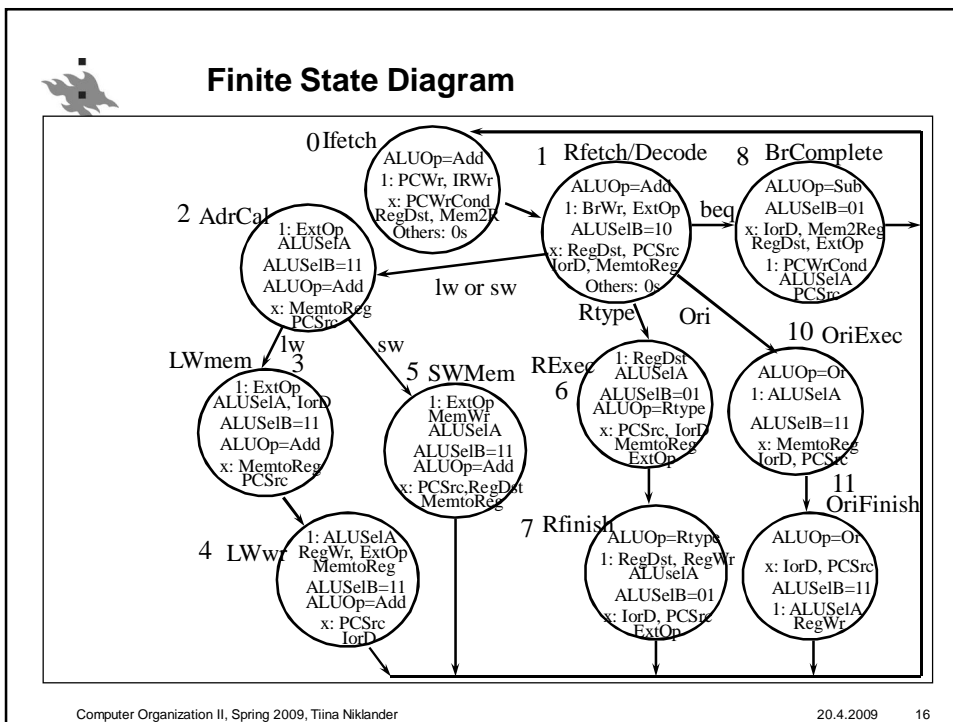 Finite State Diagram
0 Ifetch
ALUOp=Add
1: PCWr, IRWr
x: PCWrCond
RegDst, Mem2R
Others: 0s
1 Rfetch/Decode
ALUOp=Add
1: BrWr, ExtOp
ALUSelB=10
x: RegDst, PCSrc
IorD, MemtoReg
Others: 0s
beq
8 BrComplete
ALUOp=Sub
ALUSelB=01
x: IorD, Mem2Reg
RegDst, ExtOp
1: PCWrCond
ALUSelA
PCSrc
2 AdrCal
1: ExtOp
ALUSelA
ALUSelB=11
ALUOp=Add
x: MemtoReg
PCSrc
lw or sw
Rtype
Ori
lw
sw
LWmem
3
1: ExtOp
ALUSelA, IorD
ALUSelB=11
ALUOp=Add
x: MemtoReg
PCSrc
5 SWMem
1: ExtOp
MemWr
ALUSelA
ALUSelB=11
ALUOp=Add
x: PCSrc,RegDst
MemtoReg
RExec
6
1: RegDst
ALUSelA
ALUSelB=01
ALUOp=Rtype
x: PCSrc, IorD
MemtoReg
ExtOp
10 OriExec
ALUOp=Or
1: ALUSelA
ALUSelB=11
x: MemtoReg
IorD, PCSrc
4 LWwr
1: ALUSelA
RegWr, ExtOp
MemtoReg
ALUSelB=11
ALUOp=Add
x: PCSrc
IorD
7 Rfinish
ALUOp=Rtype
1: RegDst, RegWr
ALUselA
ALUSelB=01
x: IorD, PCSrc
ExtOp
11
OriFinish
ALUOp=Or
x: IorD, PCSrc
ALUSelB=11
1: ALUSelA
RegWr
Computer Organization II, Spring 2009, Tiina Niklander
20.4.2009 16